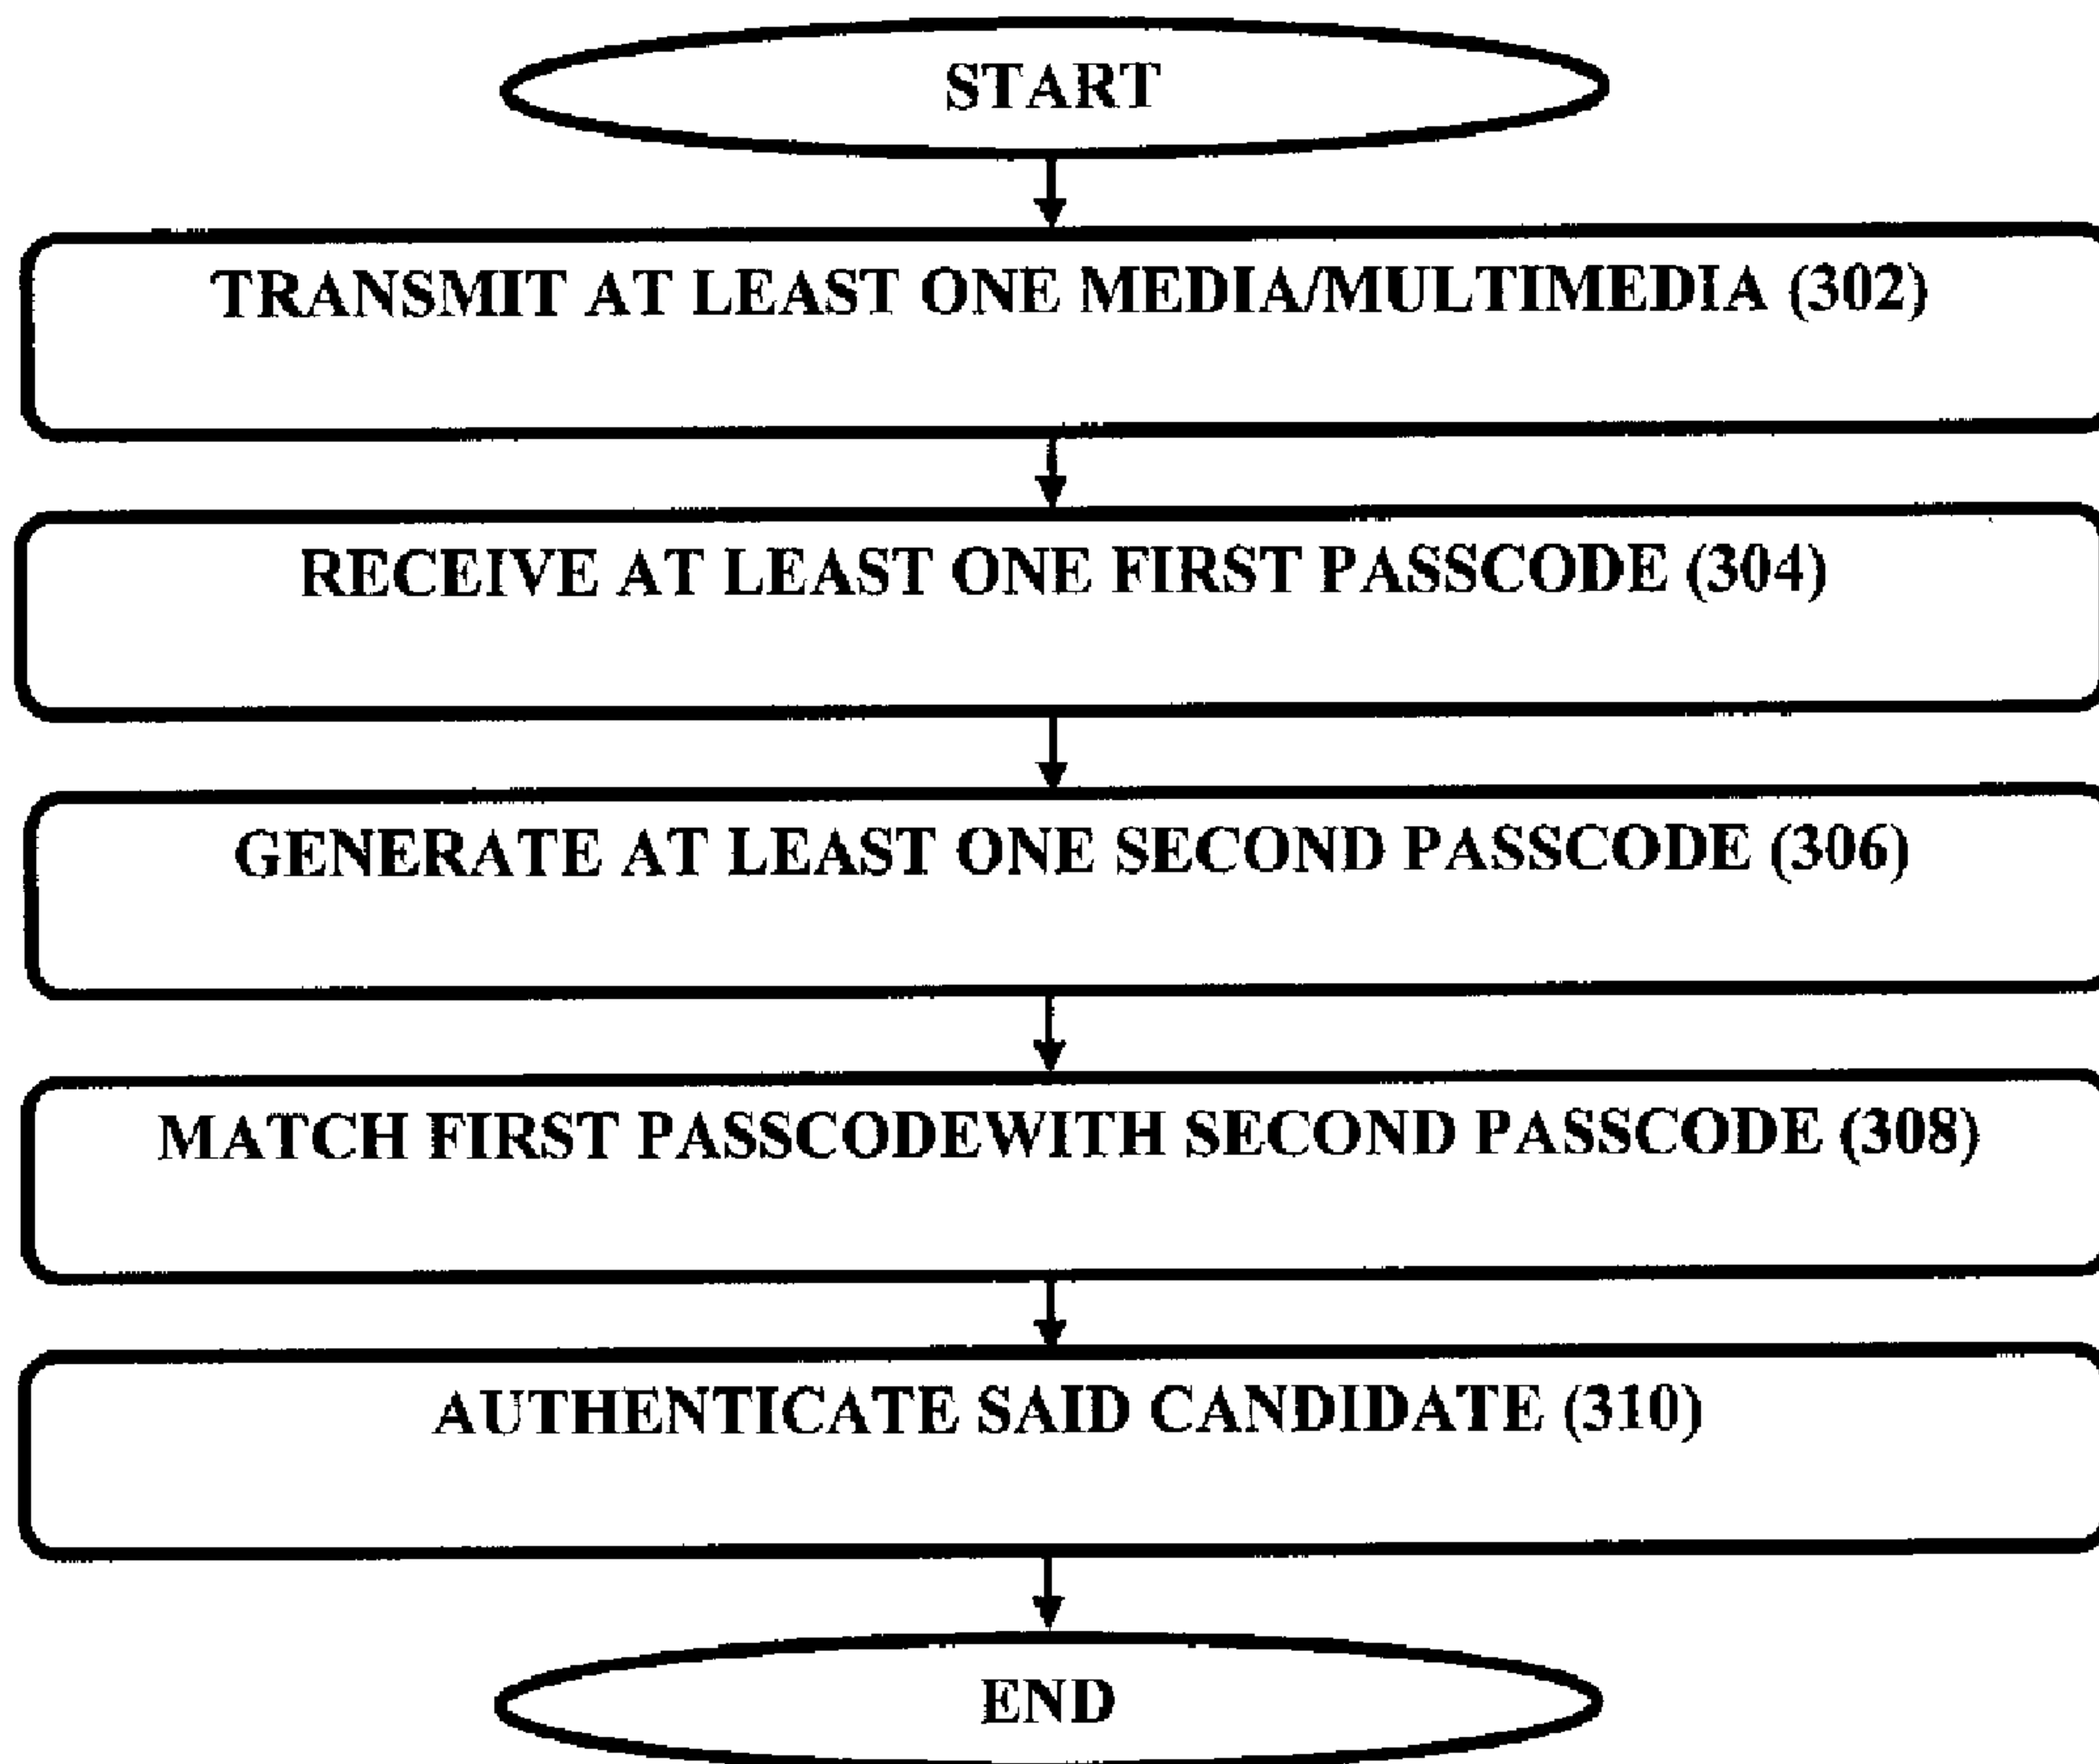 START
TRANSMIT AT LEAST ONE MEDIA/MULTIMEDIA (302)
RECEIVE AT LEAST ONE FIRST PASSCODE (304)
GENERATE AT LEAST ONE SECOND PASSCODE (306)
MATCH FIRST PASSCODEWITH SECOND PASSCODE (308)
AUTHENTICATE SAID CANDIDATE (310)
END